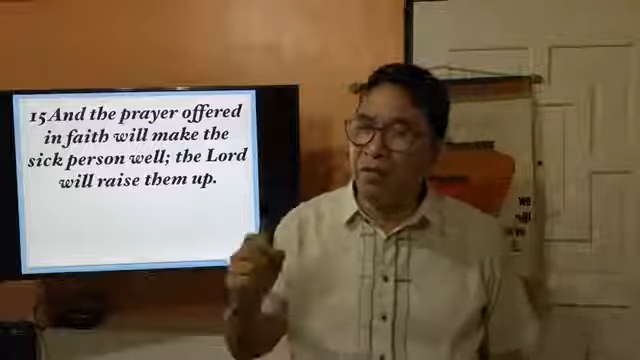 15 And the prayer offered
in faith will make the
sick person well; the Lord
will raise them up.